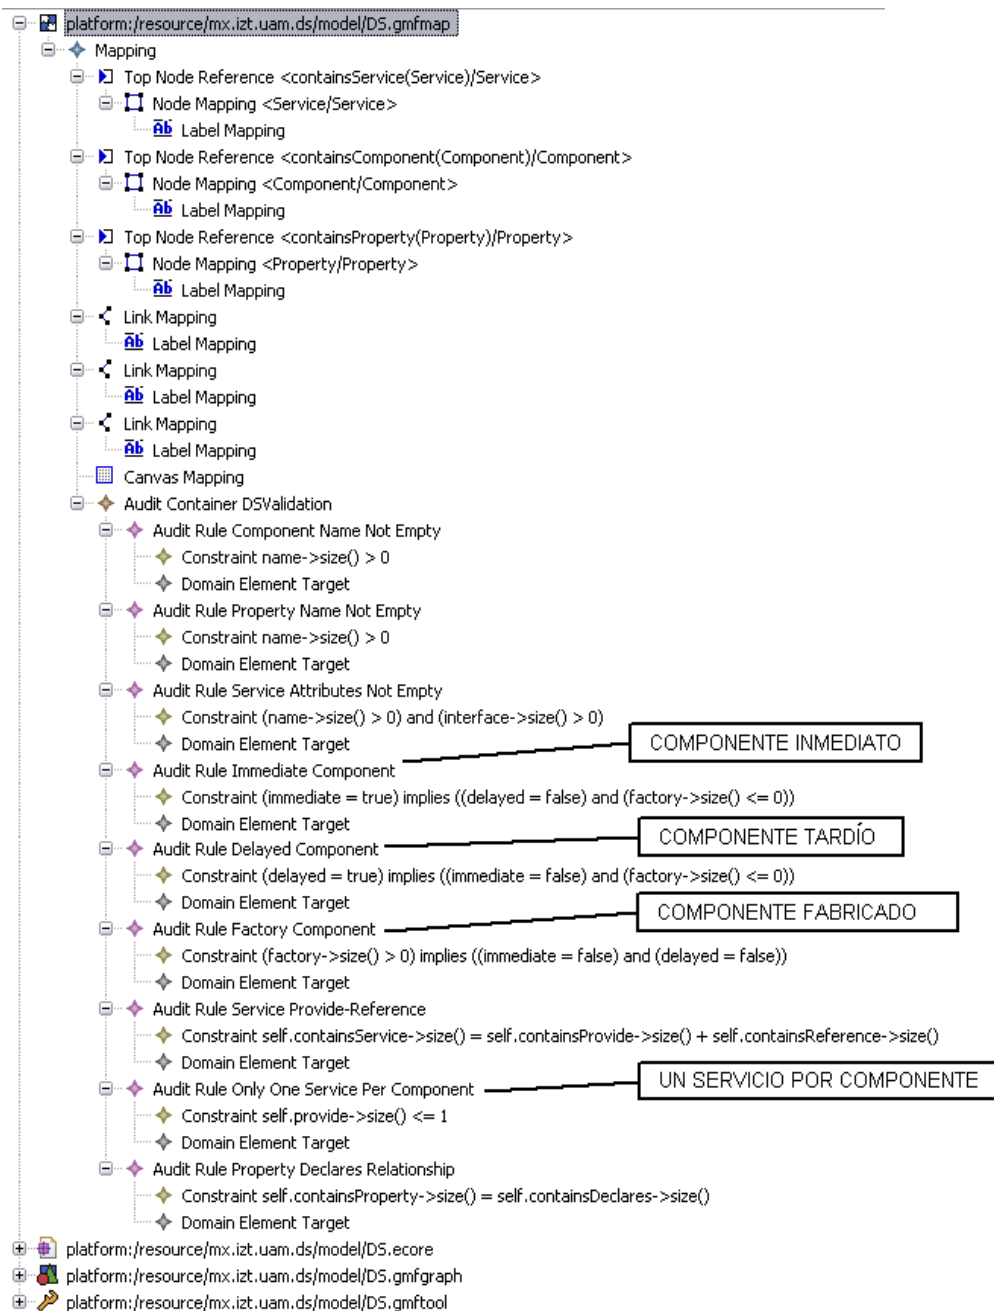 platform:/resource/mx.izt.uam.ds/model/DS.gmfmap
Mapping
Top Node Reference <containsService(Service)/Service>
Node Mapping <Service/Service>
Ab Label Mapping
Top Node Reference <containsComponent(Component)/Component>
Node Mapping <Component/Component>
Ab Label Mapping
Top Node Reference <containsProperty(Property)/Property>
Node Mapping <Property/Property>
Ab Label Mapping
Link Mapping
Ab Label Mapping
Link Mapping
Ab Label Mapping
Link Mapping
Ab Label Mapping
Canvas Mapping
Audit Container DSValidation
Audit Rule Component Name Not Empty
Constraint name->size() > 0
Domain Element Target
Audit Rule Property Name Not Empty
Constraint name->size() > 0
Domain Element Target
Audit Rule Service Attributes Not Empty
Constraint (name->size() > 0) and (interface->size() > 0)
Domain Element Target
COMPONENTE INMEDIATO
Audit Rule Immediate Component
Constraint (immediate = true) implies ((delayed = false) and (factory->size() <= 0))
Domain Element Target
COMPONENTE TARDÍO
Audit Rule Delayed Component
Constraint (delayed = true) implies ((immediate = false) and (factory->size() <= 0))
Domain Element Target
COMPONENTE FABRICADO
Audit Rule Factory Component
Constraint (factory->size() > 0) implies ((immediate = false) and (delayed = false))
Domain Element Target
Audit Rule Service Provide-Reference
Constraint self.containsService->size() = self.containsProvide->size() + self.containsReference->size()
Domain Element Target
UN SERVICIO POR COMPONENTE
Audit Rule Only One Service Per Component
Constraint self.provide->size() <= 1
Domain Element Target
Audit Rule Property Declares Relationship
Constraint self.containsProperty->size() = self.containsDeclares->size()
Domain Element Target
platform:/resource/mx.izt.uam.ds/model/DS.ecore
platform:/resource/mx.izt.uam.ds/model/DS.gmfgraph
platform:/resource/mx.izt.uam.ds/model/DS.gmftool